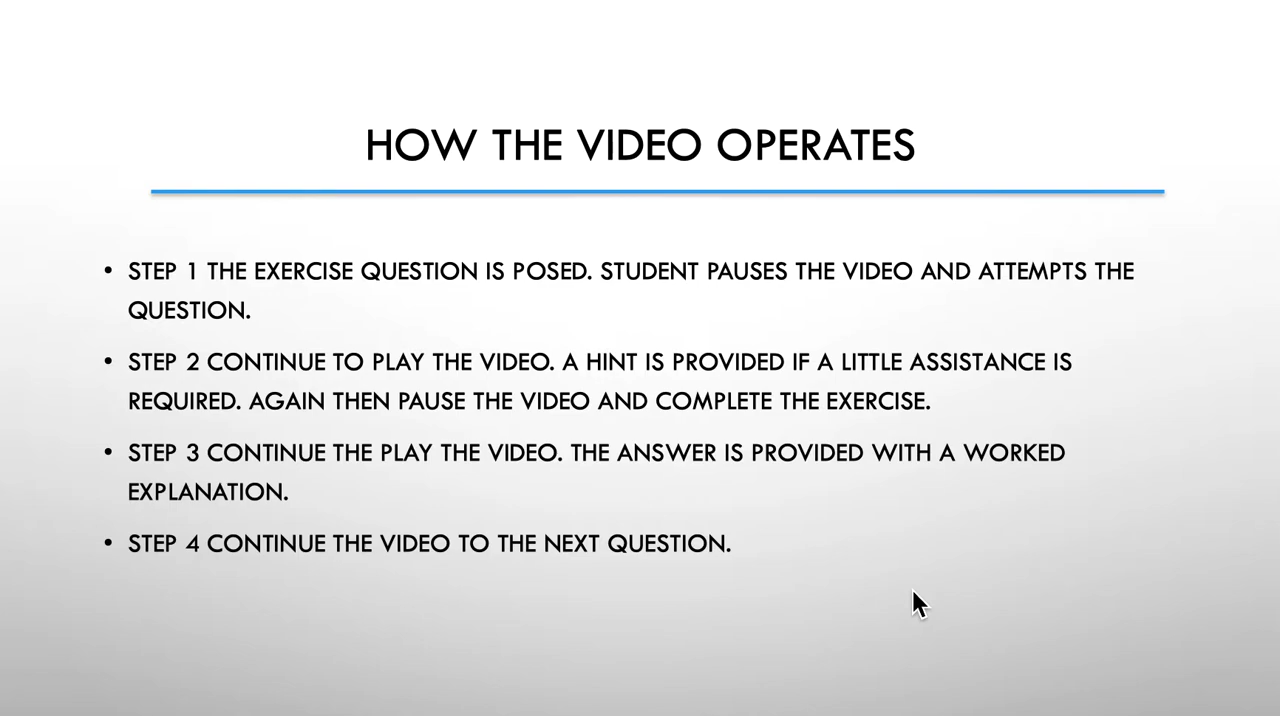 HOW THE VIDEO OPERATES
• STEP 1 THE EXERCISE QUESTION IS POSED. STUDENT PAUSES THE VIDEO AND ATTEMPTS THE
QUESTION.
• STEP 2 CONTINUE TO PLAY THE VIDEO. A HINT IS PROVIDED IF A LITTLE ASSISTANCE IS
REQUIRED. AGAIN THEN PAUSE THE VIDEO AND COMPLETE THE EXERCISE.
• STEP 3 CONTINUE THE PLAY THE VIDEO. THE ANSWER IS PROVIDED WITH A WORKED
EXPLANATION.
• STEP 4 CONTINUE THE VIDEO TO THE NEXT QUESTION.